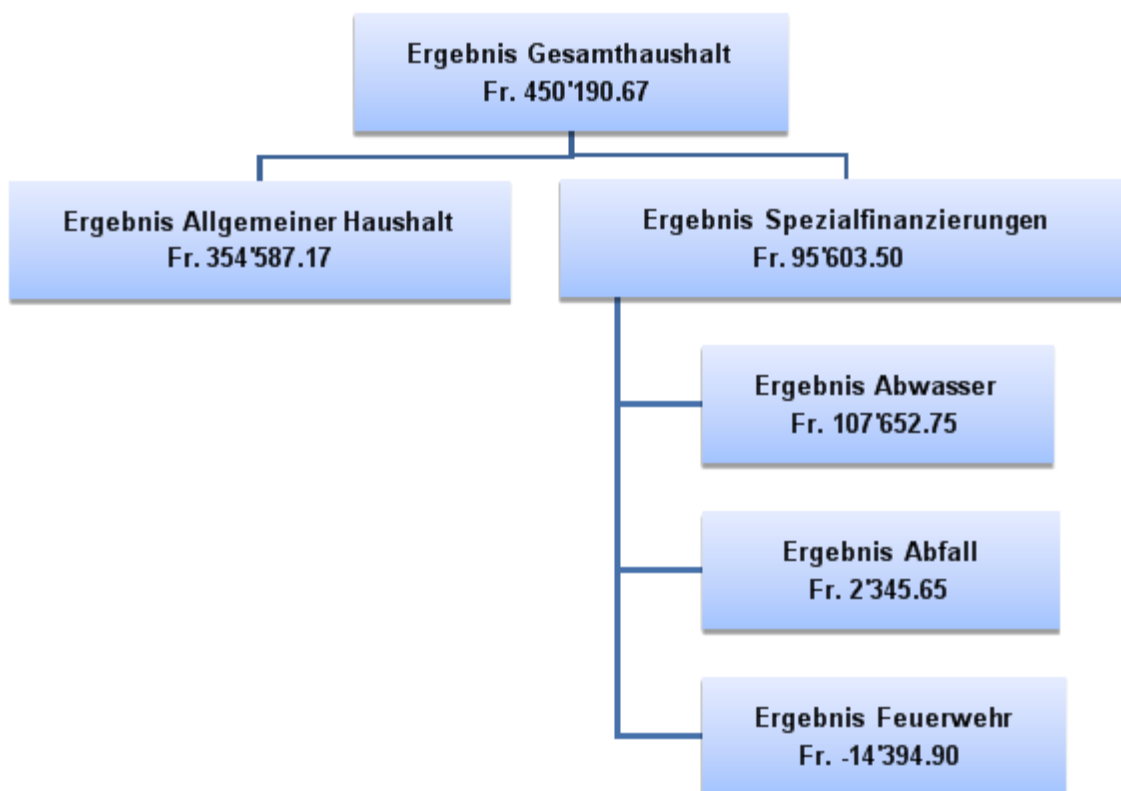 Ergebnis Gesamthaushalt
Fr. 450'190.67
Ergebnis Allgemeiner Haushalt
Fr. 354'587.17
Ergebnis Spezialfinanzierungen
Fr. 95'603.50
Ergebnis Abwasser
Fr. 107'652.75
Ergebnis Abfall
Fr. 2'345.65
Ergebnis Feuerwehr
Fr. -14'394.90